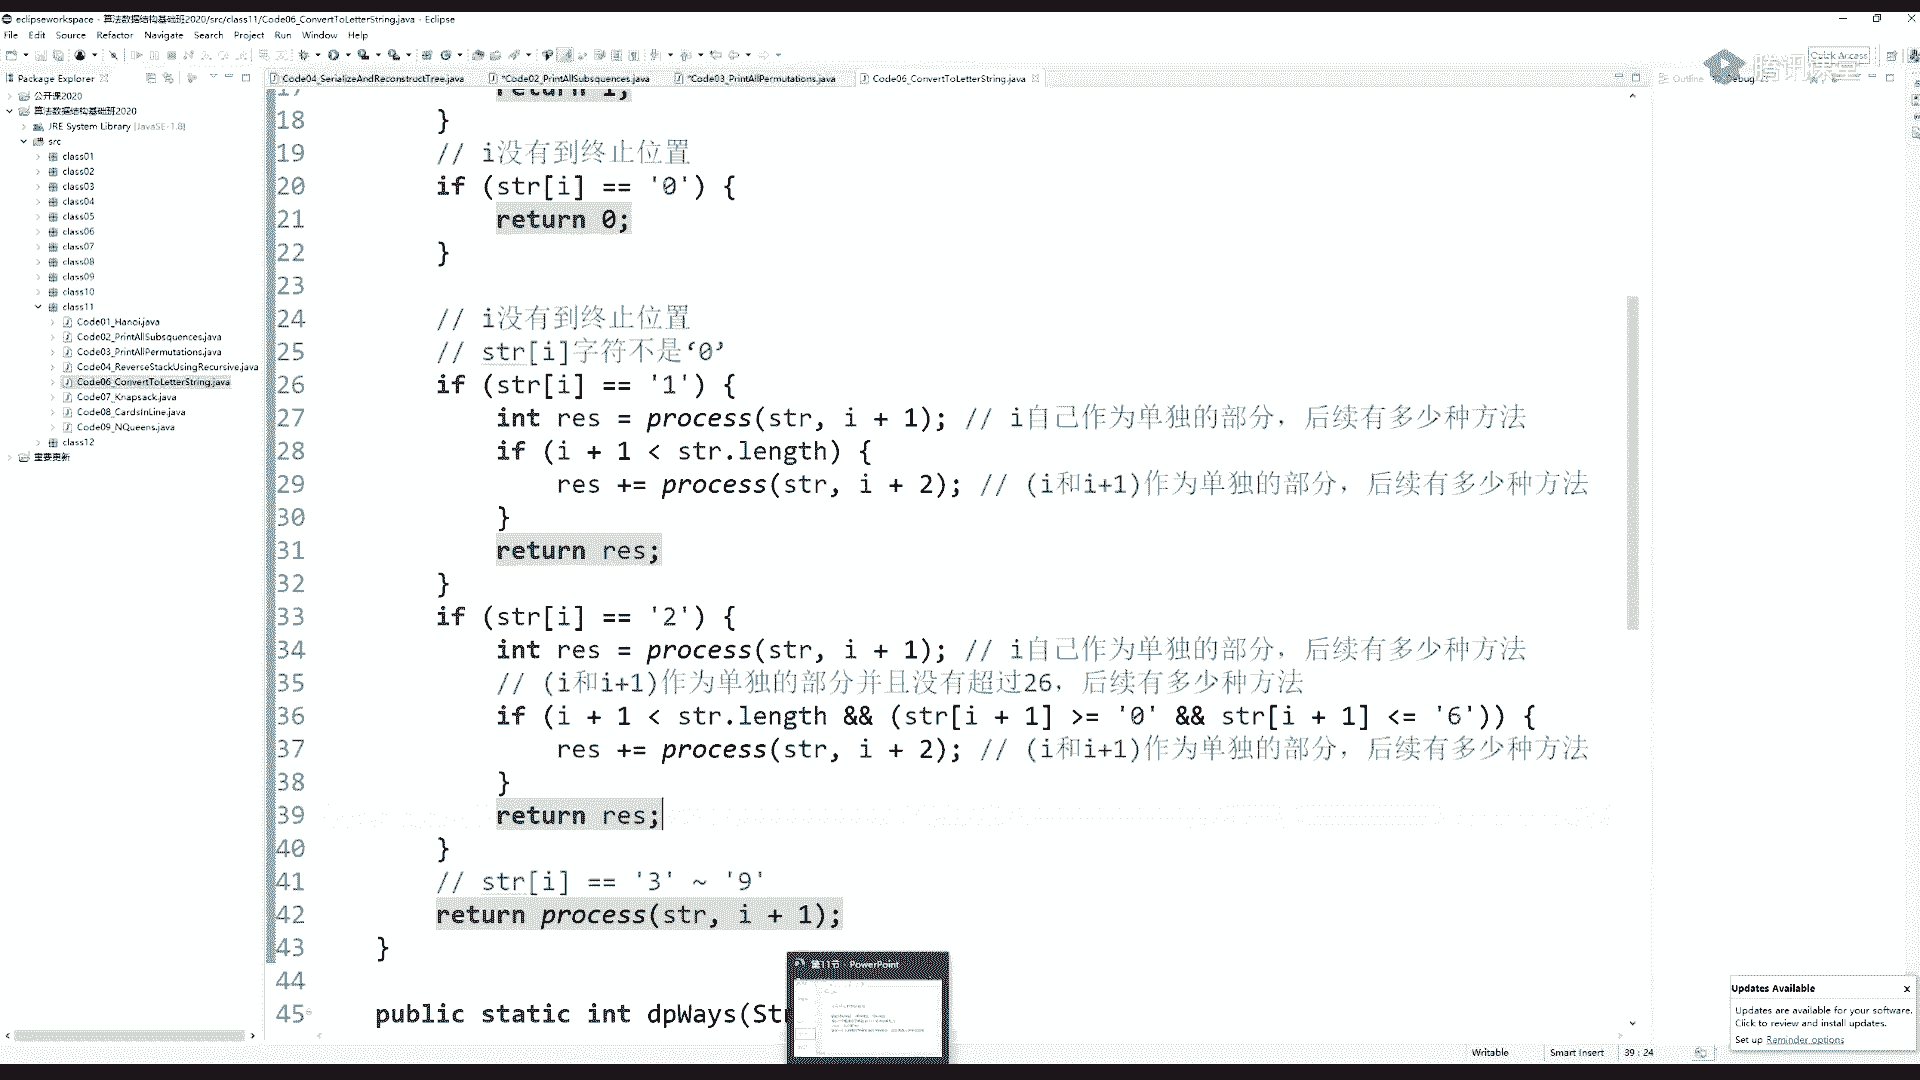 eclipseworkspace - 算法数据结构基础班2020/src/class11/Code06_ConvertToLetterString.java - Eclipse
File Edit Source Refactor Navigate Search Project Run Window Help
Quick Access
腾讯课堂
Package Explorer
Code04_SerializeAndReconstructTree.java
*Code02_PrintAllSubsquences.java
*Code03_PrintAllPermutations.java
Code06_ConvertToLetterString.java
Outline
Debug
公开课2020
算法数据结构基础班2020
JRE System Library [JavaSE-1.8]
src
class01
class02
class03
class04
class05
class06
class07
class08
class09
class10
class11
Code01_Hanoi.java
Code02_PrintAllSubsquences.java
Code03_PrintAllPermutations.java
Code04_ReverseStackUsingRecursive.java
Code06_ConvertToLetterString.java
Code07_Knapsack.java
Code08_CardsInLine.java
Code09_NQueens.java
class12
重要更新
17 return 1;
18 }
19 // i没有到终止位置
20 if (str[i] == '0') {
21 return 0;
22 }
23
24 // i没有到终止位置
25 // str[i]字符不是‘0’
26 if (str[i] == '1') {
27 int res = process(str, i + 1); // i自己作为单独的部分，后续有多少种方法
28 if (i + 1 < str.length) {
29 res += process(str, i + 2); // (i和i+1)作为单独的部分，后续有多少种方法
30 }
31 return res;
32 }
33 if (str[i] == '2') {
34 int res = process(str, i + 1); // i自己作为单独的部分，后续有多少种方法
35 // (i和i+1)作为单独的部分并且没有超过26，后续有多少种方法
36 if (i + 1 < str.length && (str[i + 1] >= '0' && str[i + 1] <= '6')) {
37 res += process(str, i + 2); // (i和i+1)作为单独的部分，后续有多少种方法
38 }
39 return res;
40 }
41 // str[i] == '3' ~ '9'
42 return process(str, i + 1);
43 }
44
45 public static int dpWays(St
第11节 - PowerPoint
Updates Available
Updates are available for your software.
Click to review and install updates.
Set up Reminder options
Writable Smart Insert 39 : 24